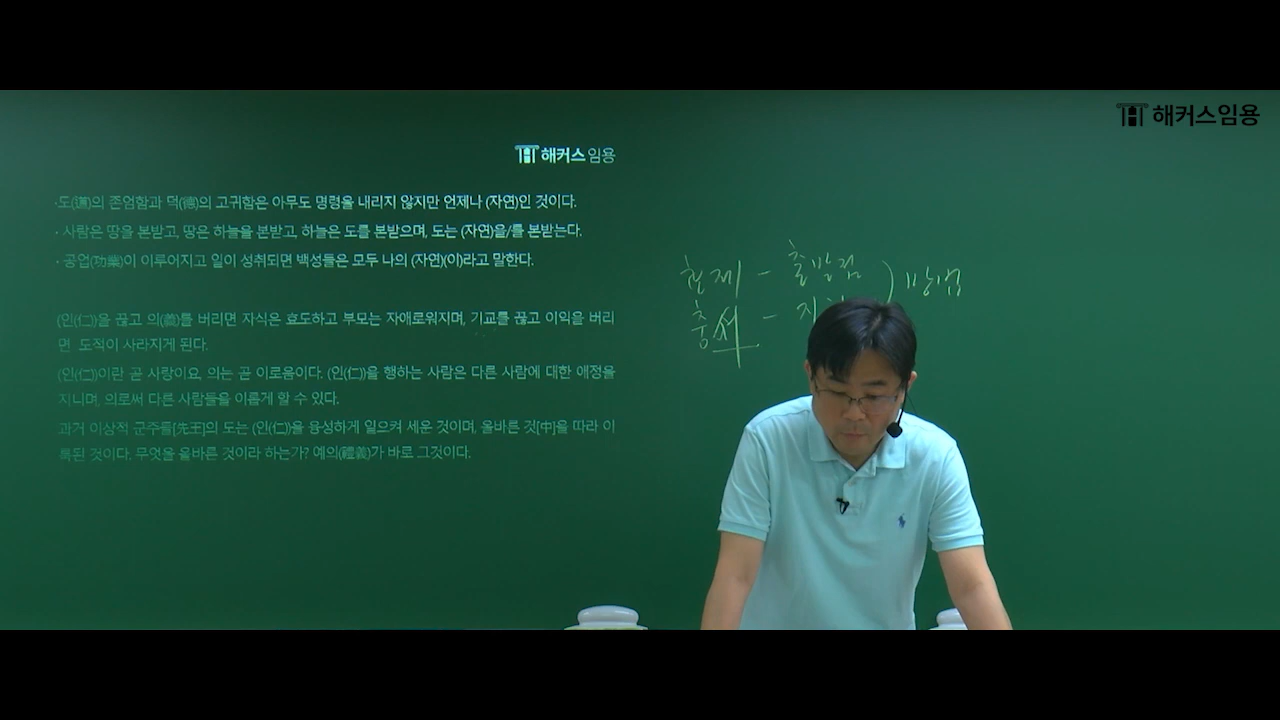 해커스임용
해커스 임용
·도(道)의 존엄함과 덕(德)의 고귀함은 아무도 명령을 내리지 않지만 언제나 (자연)인 것이다.
· 사람은 땅을 본받고, 땅은 하늘을 본받고, 하늘은 도를 본받으며, 도는 (자연)을/를 본받는다.
· 공업(功業)이 이루어지고 일이 성취되면 백성들은 모두 나의 (자연)(이)라고 말한다.
(인(仁))을 끊고 의(義)를 버리면 자식은 효도하고 부모는 자애로워지며, 기교를 끊고 이익을 버리
면 도적이 사라지게 된다.
(인(仁))이란 곧 사랑이요, 의는 곧 이로움이다. (인(仁))을 행하는 사람은 다른 사람에 대한 애정을
지니며, 의로써 다른 사람들을 이롭게 할 수 있다.
과거 이상적 군주들[先王]의 도는 (인(仁))을 융성하게 일으켜 세운 것이며, 올바른 것[中]을 따라 이
룩된 것이다. 무엇을 올바른 것이라 하는가? 예의(禮義)가 바로 그것이다.
효제 - 출발점 ) 방법
충서 -